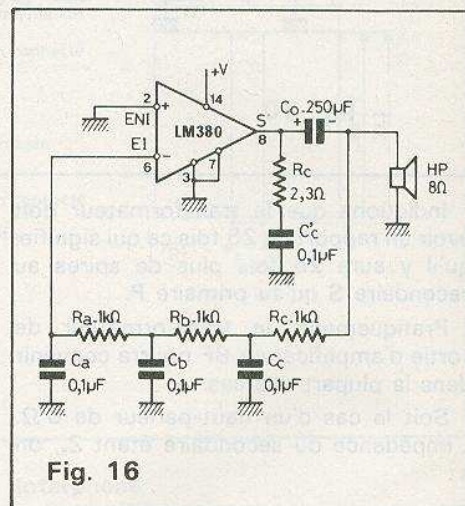 +V
14
2
+
ENI
LM380
EI
−
6
3
7
S
8
Co.250µF
+
−
Rc
2,3Ω
C'c
0,1µF
HP
8Ω
Ra.1kΩ
Rb.1kΩ
Rc.1kΩ
Ca
0,1µF
Cb
0,1µF
Cc
0,1µF
Fig. 16